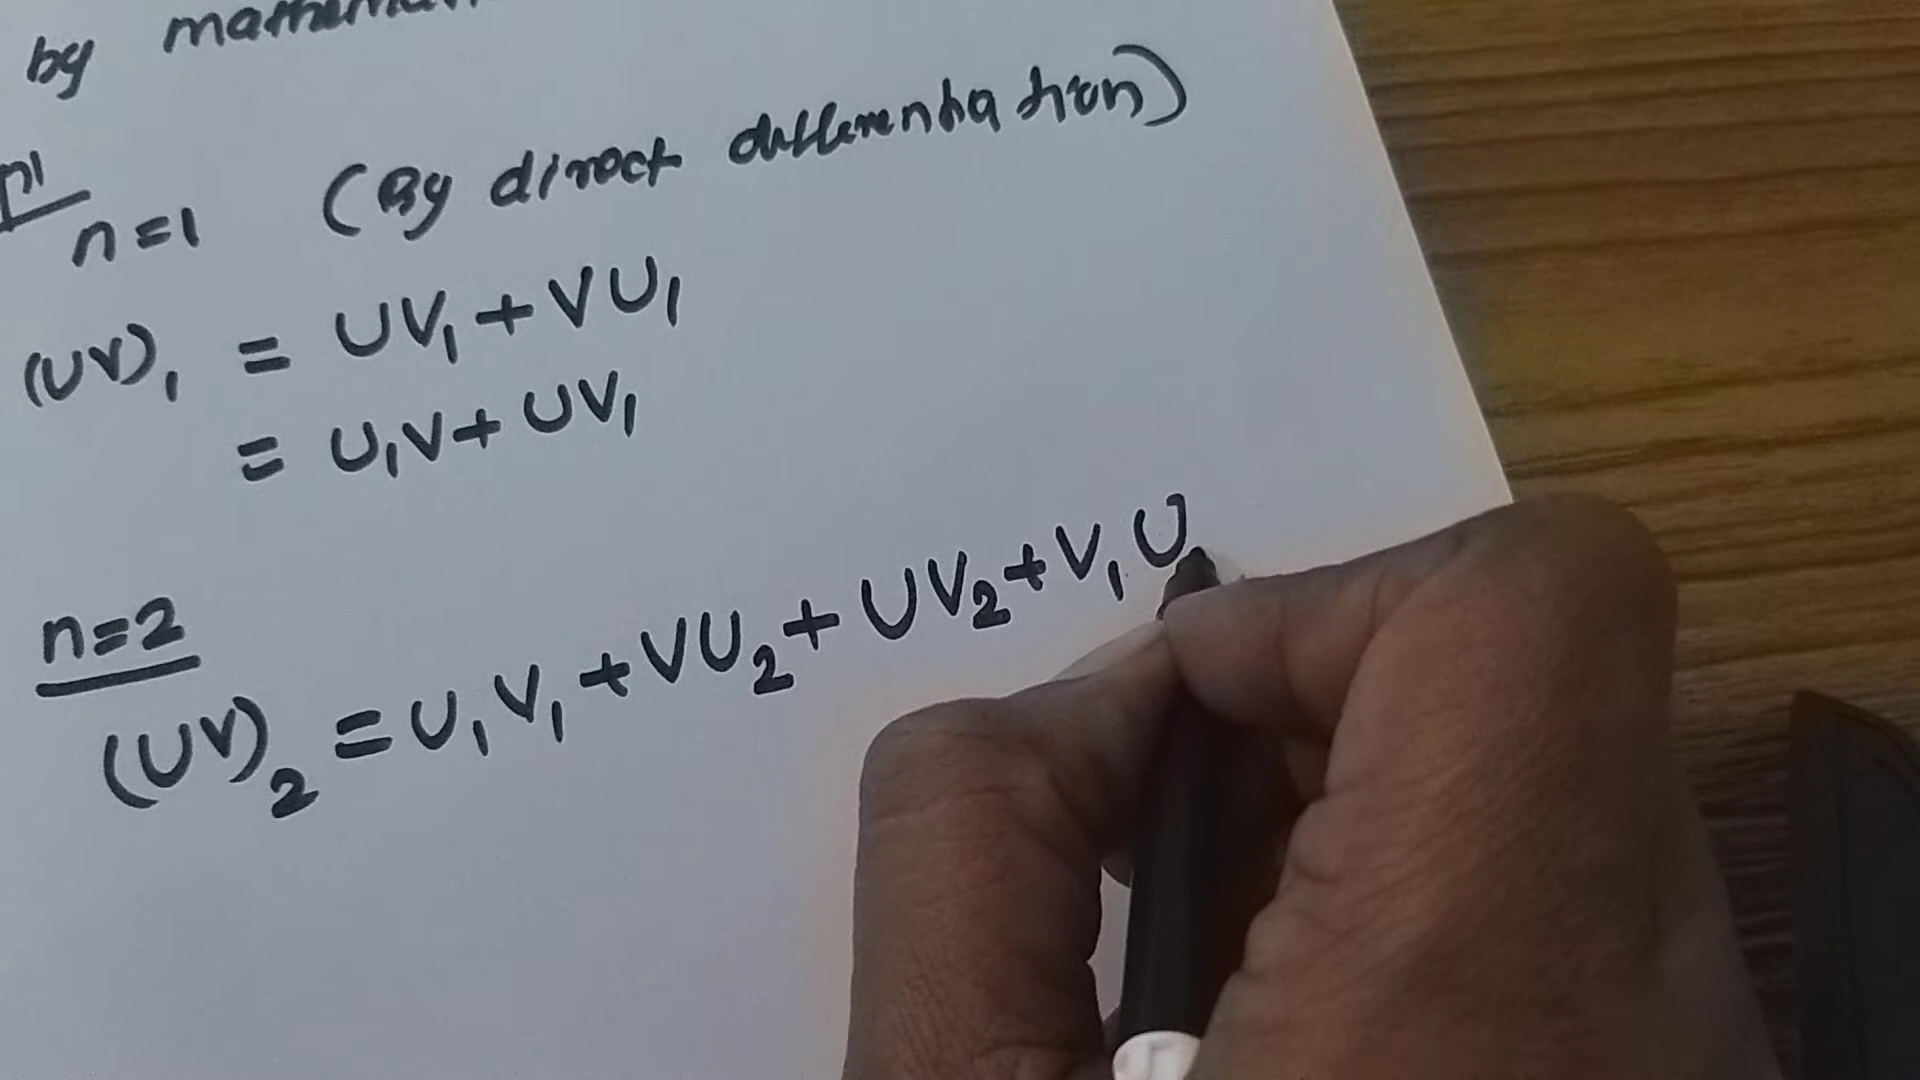 by
n=1 (By direct differentiation)
(UV)₁ = UV₁ + VU₁
= U₁V + UV₁
n=2
(UV)₂ = U₁V₁ + VU₂ + UV₂ + V₁U